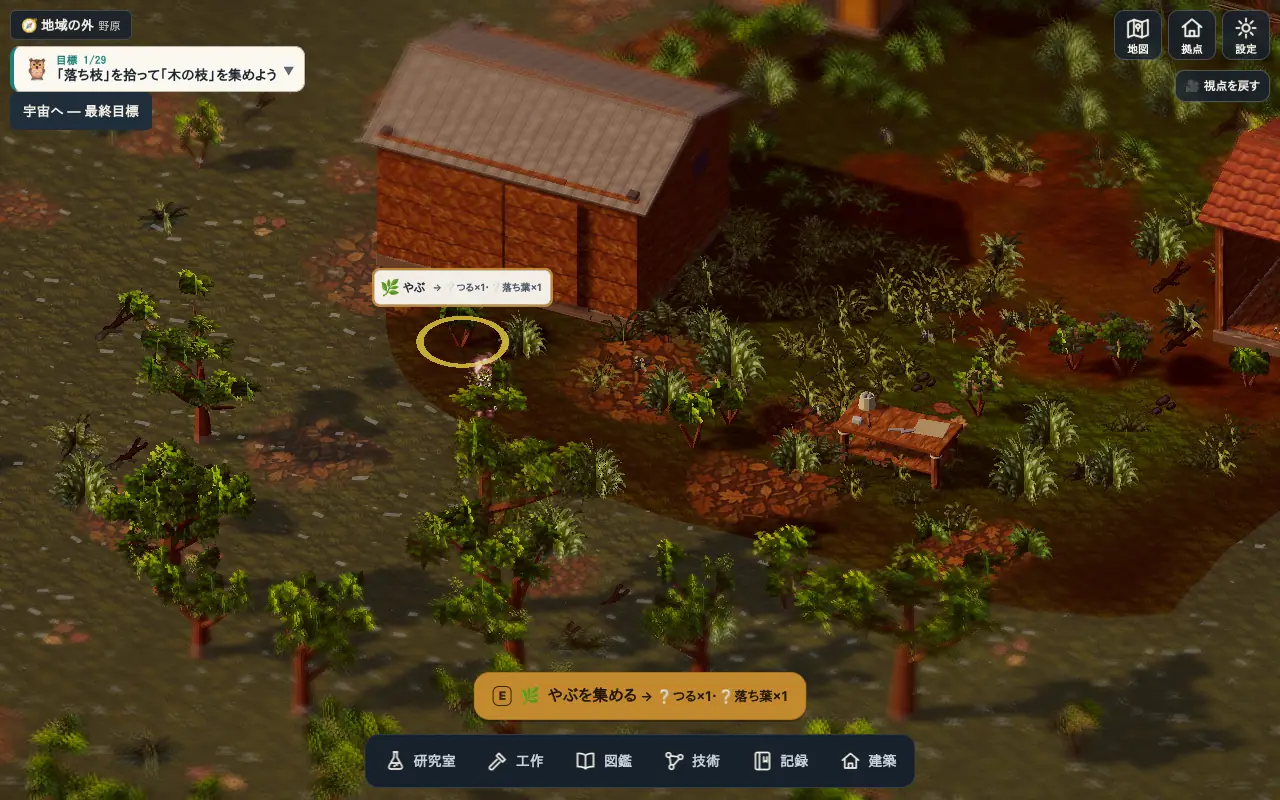 地域の外 野原
目標 1/29
「落ち枝」を拾って「木の枝」を集めよう ▼
宇宙へ — 最終目標
地図
拠点
設定
視点を戻す
やぶ → ❔つる×1· ❔落ち葉×1
E やぶを集める → ❔つる×1· ❔落ち葉×1
研究室
工作
図鑑
技術
記録
建築